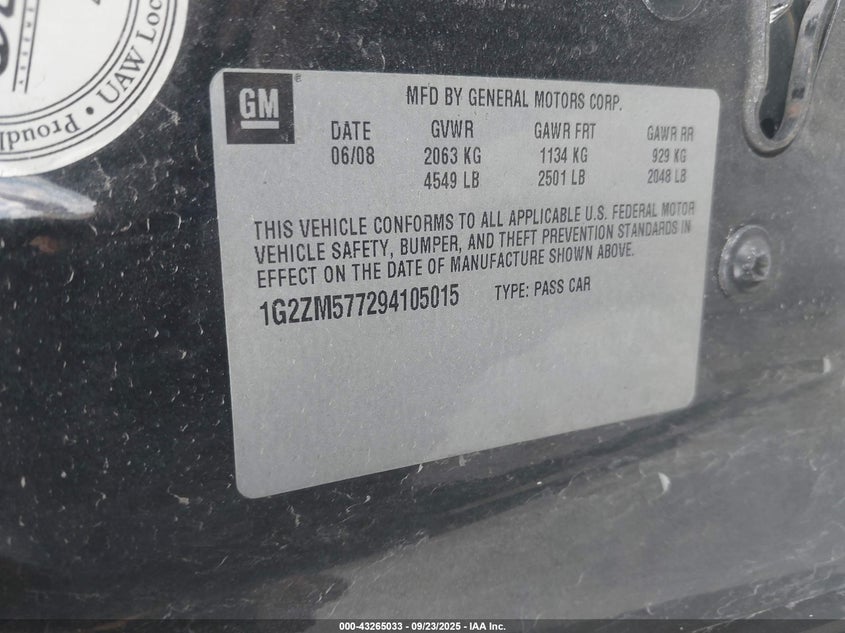 Proudly
• UAW Loc
GM
®
MFD BY GENERAL MOTORS CORP.
DATE GVWR GAWR FRT GAWR RR
06/08 2063 KG 1134 KG 929 KG
4549 LB 2501 LB 2048 LB
THIS VEHICLE CONFORMS TO ALL APPLICABLE U.S. FEDERAL MOTOR
VEHICLE SAFETY, BUMPER, AND THEFT PREVENTION STANDARDS IN
EFFECT ON THE DATE OF MANUFACTURE SHOWN ABOVE.
1G2ZM577294105015 TYPE: PASS CAR
000-43265033 - 09/23/2025 - IAA Inc.